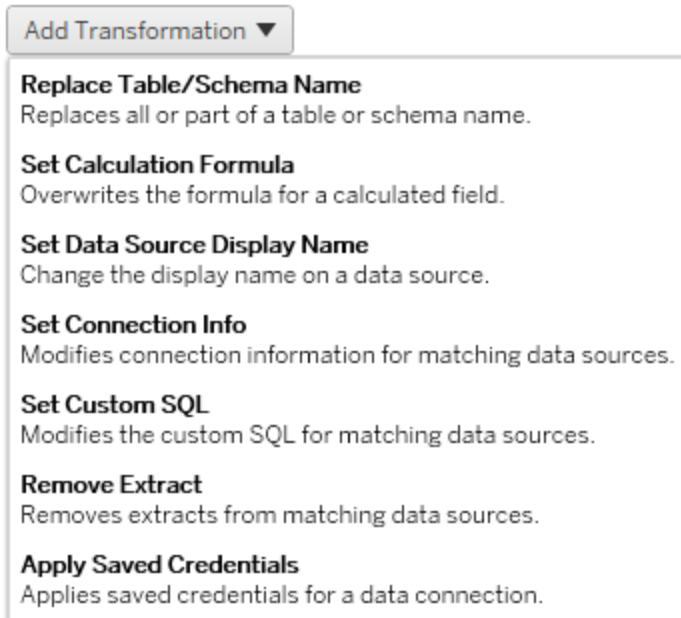 Add Transformation ▼
Replace Table/Schema Name
Replaces all or part of a table or schema name.
Set Calculation Formula
Overwrites the formula for a calculated field.
Set Data Source Display Name
Change the display name on a data source.
Set Connection Info
Modifies connection information for matching data sources.
Set Custom SQL
Modifies the custom SQL for matching data sources.
Remove Extract
Removes extracts from matching data sources.
Apply Saved Credentials
Applies saved credentials for a data connection.